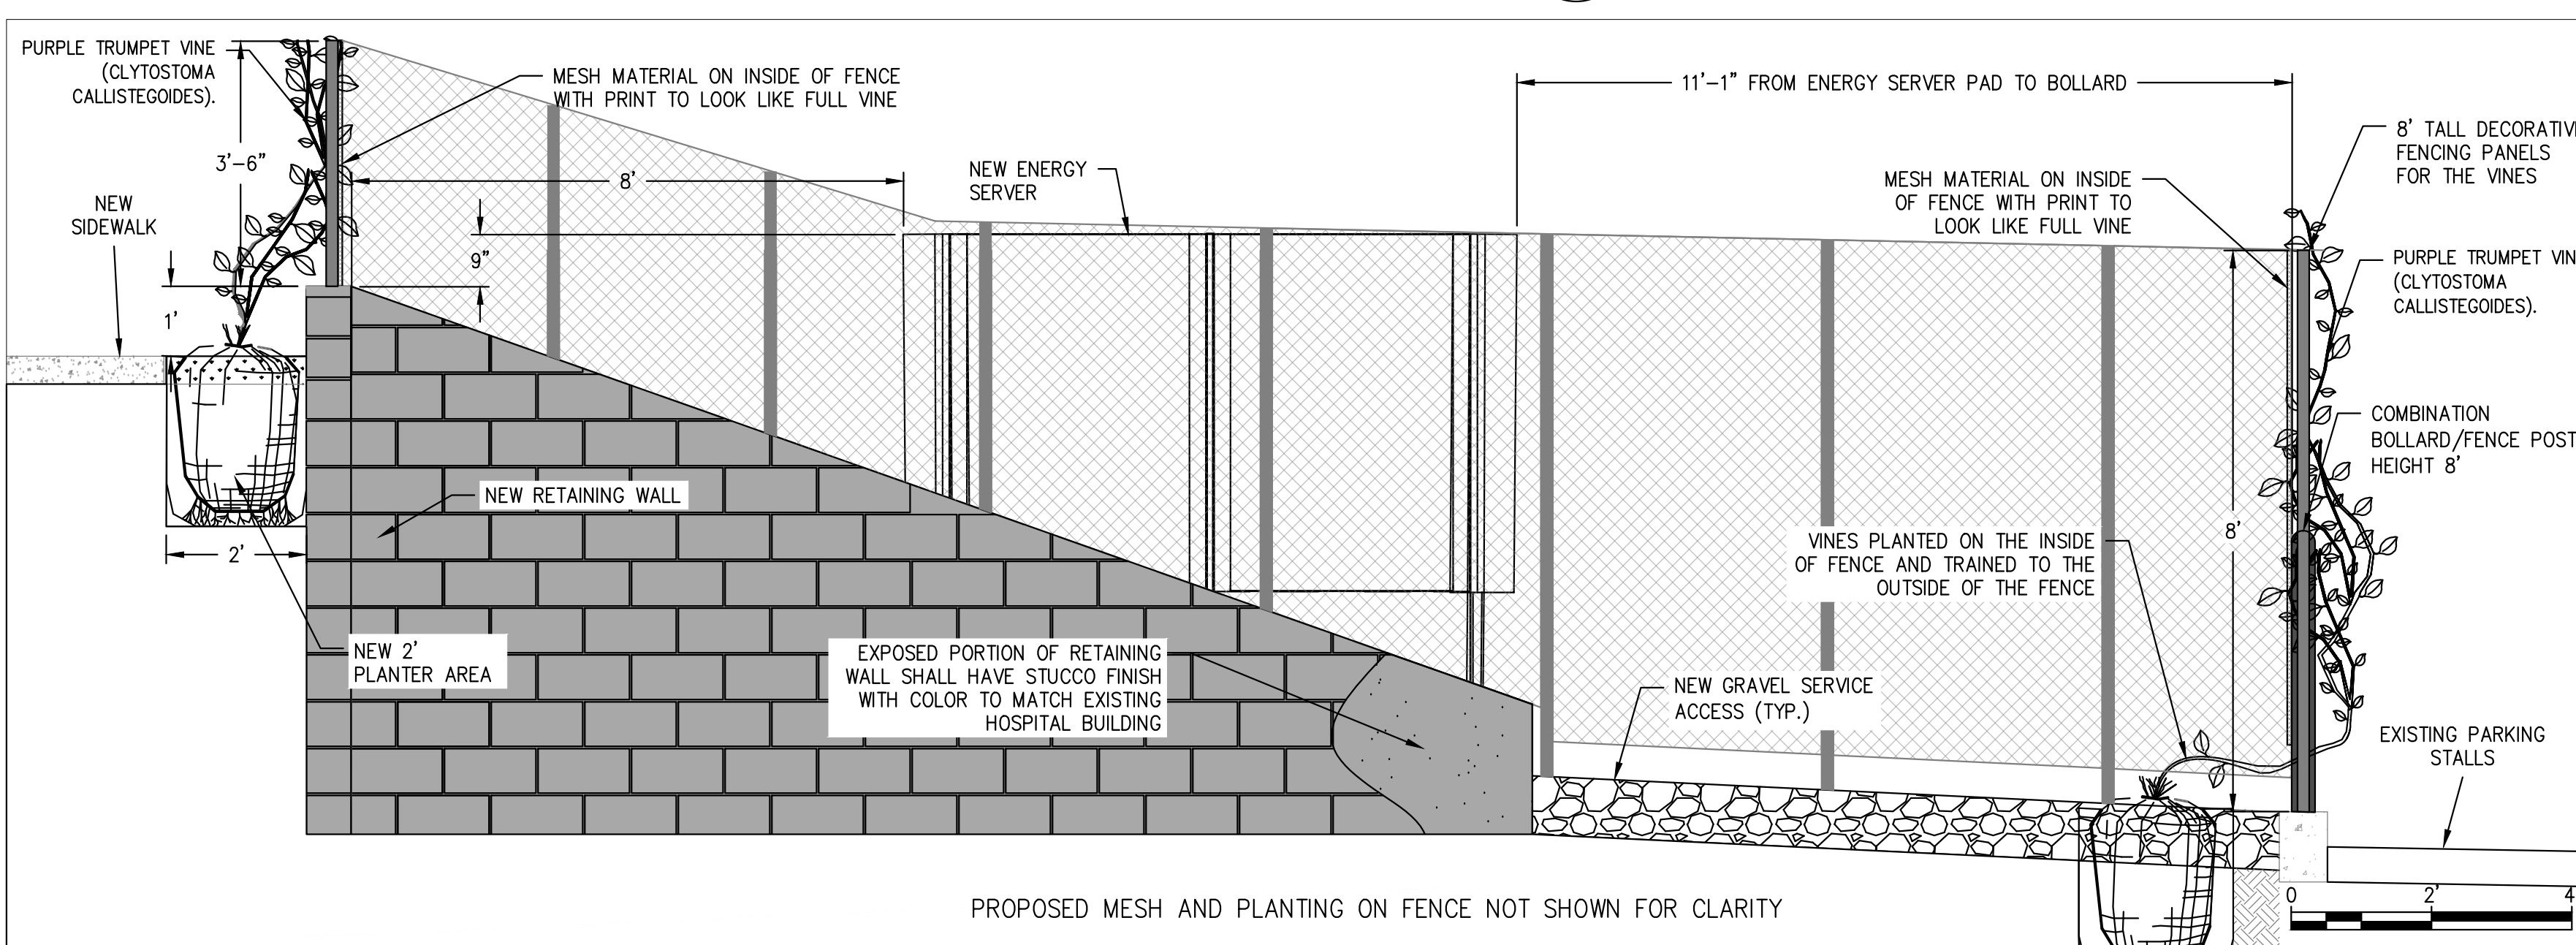 PURPLE TRUMPET VINE
(CLYTOSTOMA
CALLISTEGOIDES).
3'-6"
NEW
SIDEWALK
1'
2'
NEW 2'
PLANTER AREA
MESH MATERIAL ON INSIDE OF FENCE
WITH PRINT TO LOOK LIKE FULL VINE
8'
9"
NEW RETAINING WALL
NEW ENERGY
SERVER
EXPOSED PORTION OF RETAINING
WALL SHALL HAVE STUCCO FINISH
WITH COLOR TO MATCH EXISTING
HOSPITAL BUILDING
11'-1" FROM ENERGY SERVER PAD TO BOLLARD
MESH MATERIAL ON INSIDE
OF FENCE WITH PRINT TO
LOOK LIKE FULL VINE
8' TALL DECORATIV
FENCING PANELS
FOR THE VINES
PURPLE TRUMPET VIN
(CLYTOSTOMA
CALLISTEGOIDES).
COMBINATION
BOLLARD/FENCE POST
HEIGHT 8'
8'
VINES PLANTED ON THE INSIDE
OF FENCE AND TRAINED TO THE
OUTSIDE OF THE FENCE
NEW GRAVEL SERVICE
ACCESS (TYP.)
EXISTING PARKING
STALLS
PROPOSED MESH AND PLANTING ON FENCE NOT SHOWN FOR CLARITY
0 2' 4